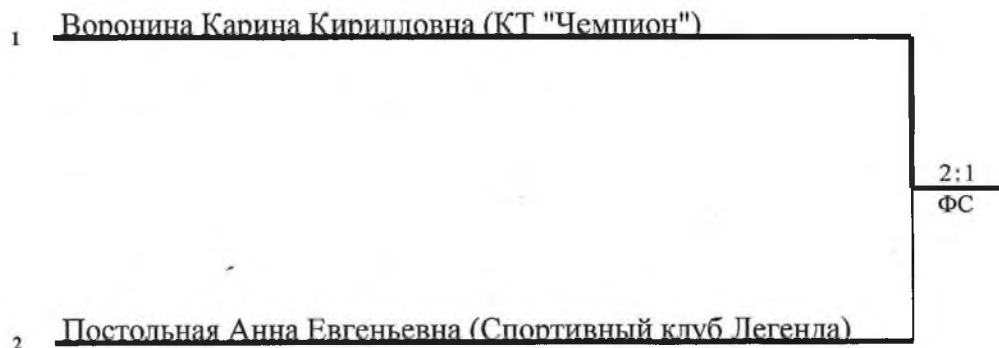 1 Воронина Карина Кирилловна (КТ "Чемпион")
2:1
ФС
2 Постольная Анна Евгеньевна (Спортивный клуб Легенда)